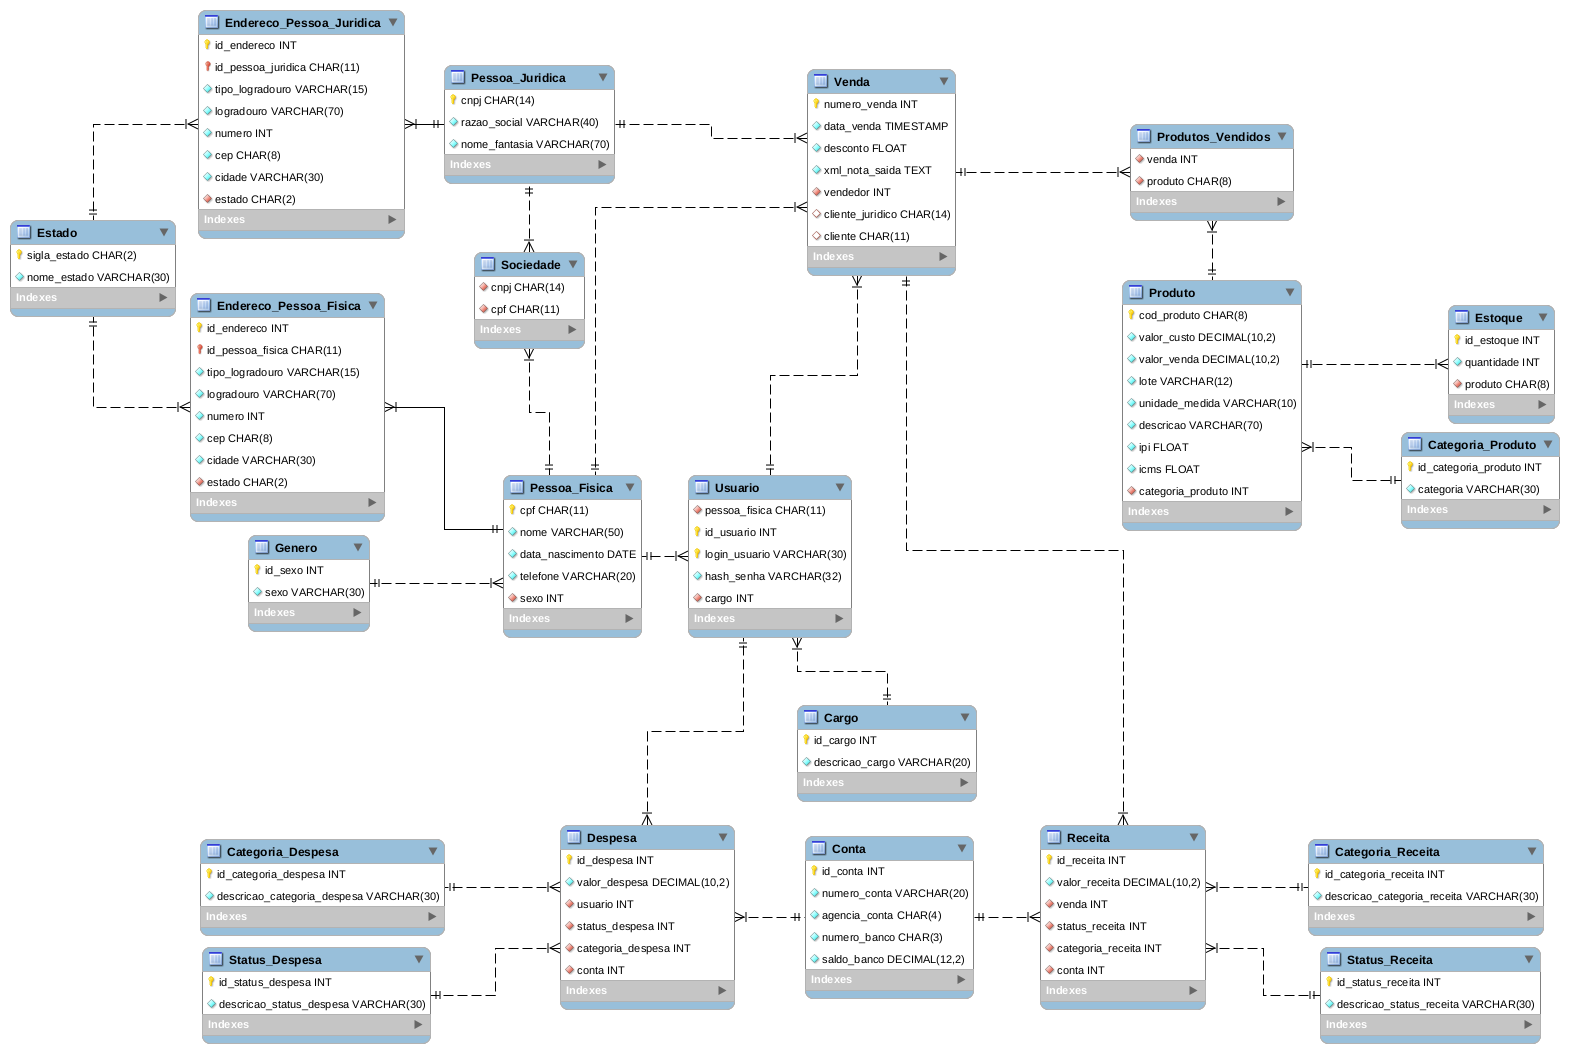 Endereco_Pessoa_Juridica
id_endereco INT
id_pessoa_juridica CHAR(11)
tipo_logradouro VARCHAR(15)
logradouro VARCHAR(70)
numero INT
cep CHAR(8)
cidade VARCHAR(30)
estado CHAR(2)
Indexes
Pessoa_Juridica
cnpj CHAR(14)
razao_social VARCHAR(40)
nome_fantasia VARCHAR(70)
Indexes
Venda
numero_venda INT
data_venda TIMESTAMP
desconto FLOAT
xml_nota_saida TEXT
vendedor INT
cliente_juridico CHAR(14)
cliente CHAR(11)
Indexes
Produtos_Vendidos
venda INT
produto CHAR(8)
Indexes
Estado
sigla_estado CHAR(2)
nome_estado VARCHAR(30)
Indexes
Sociedade
cnpj CHAR(14)
cpf CHAR(11)
Indexes
Endereco_Pessoa_Fisica
id_endereco INT
id_pessoa_fisica CHAR(11)
tipo_logradouro VARCHAR(15)
logradouro VARCHAR(70)
numero INT
cep CHAR(8)
cidade VARCHAR(30)
estado CHAR(2)
Indexes
Produto
cod_produto CHAR(8)
valor_custo DECIMAL(10,2)
valor_venda DECIMAL(10,2)
lote VARCHAR(12)
unidade_medida VARCHAR(10)
descricao VARCHAR(70)
ipi FLOAT
icms FLOAT
categoria_produto INT
Indexes
Estoque
id_estoque INT
quantidade INT
produto CHAR(8)
Indexes
Categoria_Produto
id_categoria_produto INT
categoria VARCHAR(30)
Indexes
Pessoa_Fisica
cpf CHAR(11)
nome VARCHAR(50)
data_nascimento DATE
telefone VARCHAR(20)
sexo INT
Indexes
Usuario
pessoa_fisica CHAR(11)
id_usuario INT
login_usuario VARCHAR(30)
hash_senha VARCHAR(32)
cargo INT
Indexes
Genero
id_sexo INT
sexo VARCHAR(30)
Indexes
Cargo
id_cargo INT
descricao_cargo VARCHAR(20)
Indexes
Categoria_Despesa
id_categoria_despesa INT
descricao_categoria_despesa VARCHAR(30)
Indexes
Status_Despesa
id_status_despesa INT
descricao_status_despesa VARCHAR(30)
Indexes
Despesa
id_despesa INT
valor_despesa DECIMAL(10,2)
usuario INT
status_despesa INT
categoria_despesa INT
conta INT
Indexes
Conta
id_conta INT
numero_conta VARCHAR(20)
agencia_conta CHAR(4)
numero_banco CHAR(3)
saldo_banco DECIMAL(12,2)
Indexes
Receita
id_receita INT
valor_receita DECIMAL(10,2)
venda INT
status_receita INT
categoria_receita INT
conta INT
Indexes
Categoria_Receita
id_categoria_receita INT
descricao_categoria_receita VARCHAR(30)
Indexes
Status_Receita
id_status_receita INT
descricao_status_receita VARCHAR(30)
Indexes